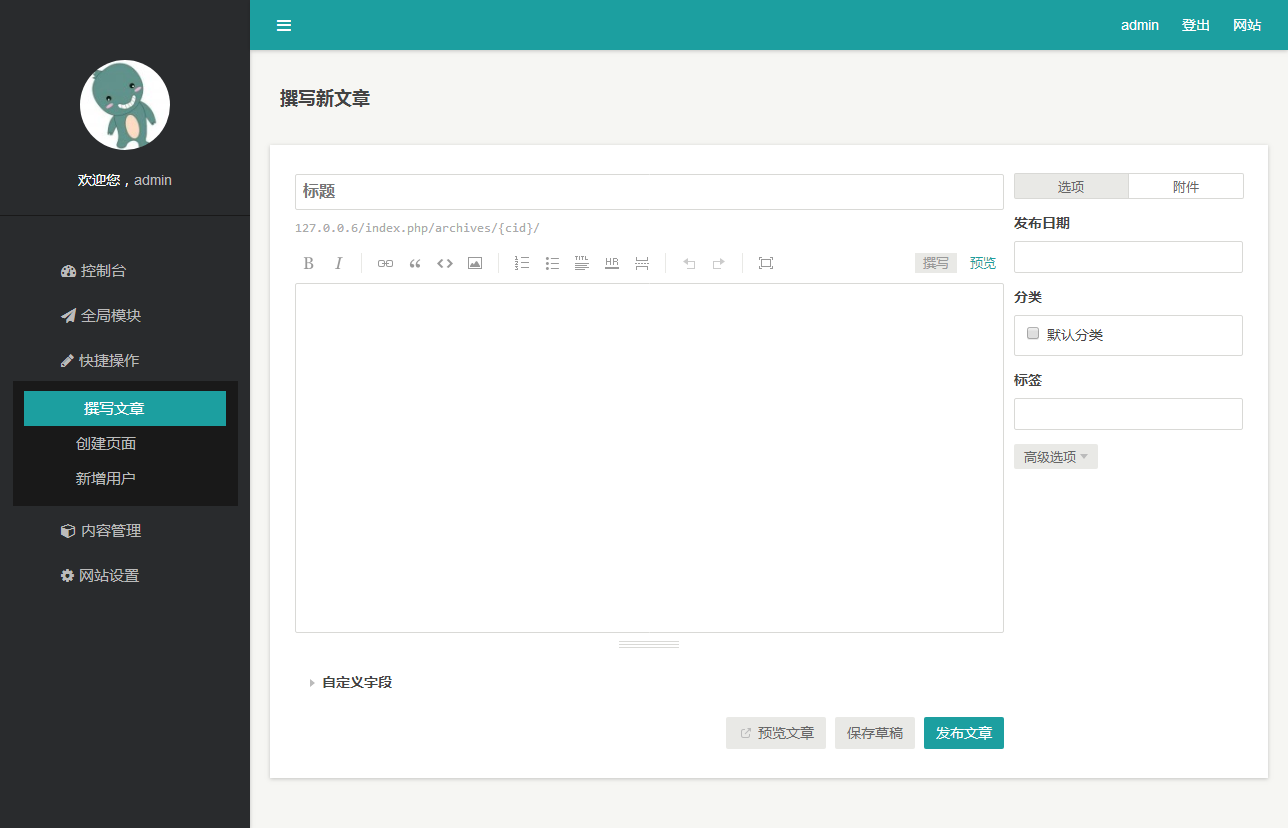 admin 登出 网站
欢迎您，admin
控制台
全局模块
快捷操作
撰写文章
创建页面
新增用户
内容管理
网站设置
撰写新文章
标题
127.0.0.6/index.php/archives/{cid}/
B I TITL HR
撰写 预览
自定义字段
预览文章 保存草稿 发布文章
选项 附件
发布日期
分类
默认分类
标签
高级选项